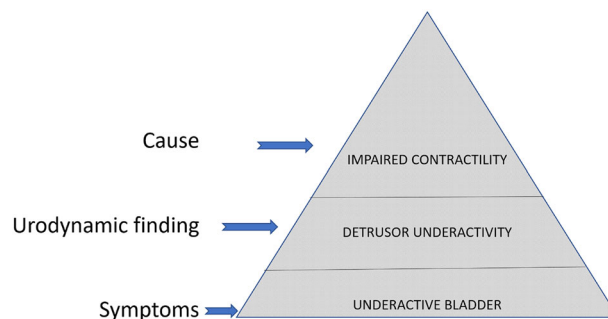 Cause
IMPAIRED CONTRACTILITY
Urodynamic finding
DETRUSOR UNDERACTIVITY
Symptoms
UNDERACTIVE BLADDER